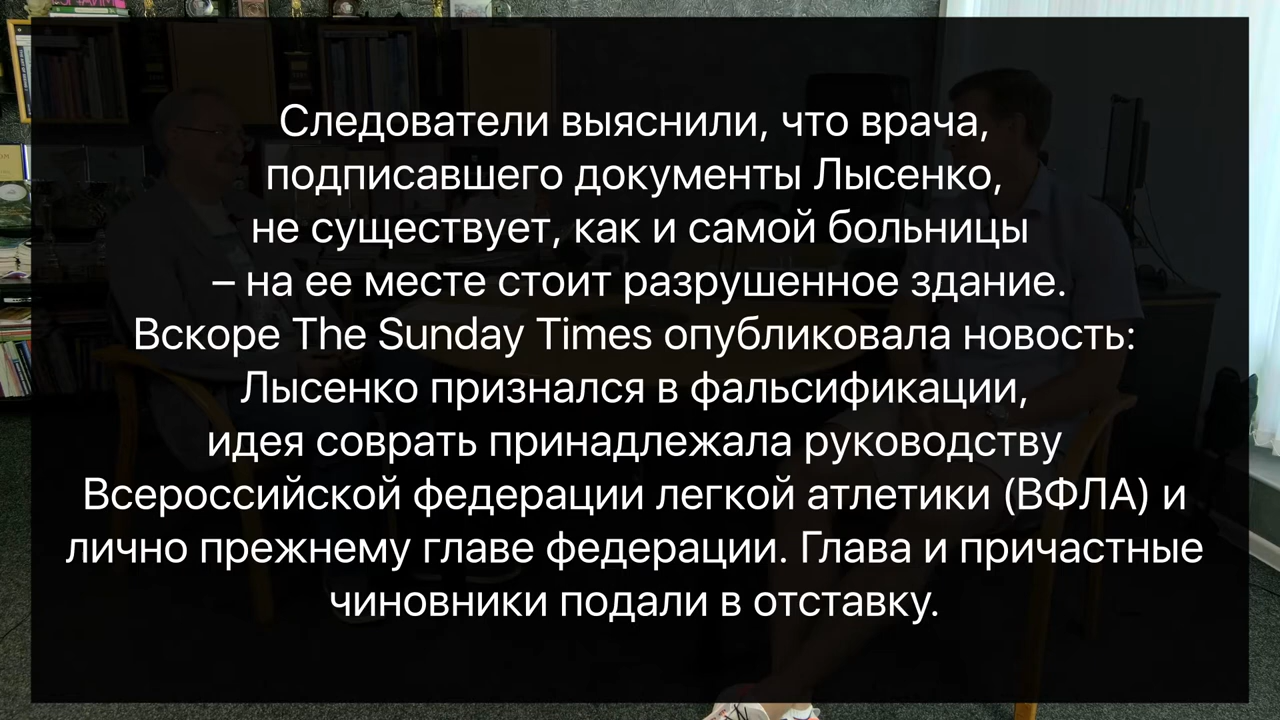 Следователи выяснили, что врача,
подписавшего документы Лысенко,
не существует, как и самой больницы
– на ее месте стоит разрушенное здание.
Вскоре The Sunday Times опубликовала новость:
Лысенко признался в фальсификации,
идея соврать принадлежала руководству
Всероссийской федерации легкой атлетики (ВФЛА) и
лично прежнему главе федерации. Глава и причастные
чиновники подали в отставку.